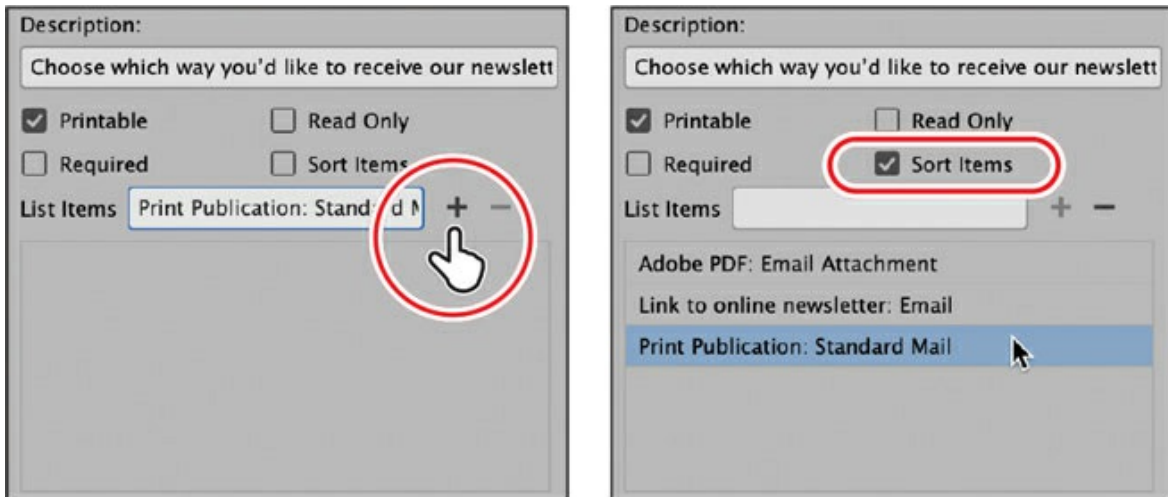 Description:
Choose which way you'd like to receive our newslett
Printable Read Only
Required Sort Items
List Items Print Publication: Standard M
Description:
Choose which way you'd like to receive our newslett
Printable Read Only
Required Sort Items
List Items
Adobe PDF: Email Attachment
Link to online newsletter: Email
Print Publication: Standard Mail